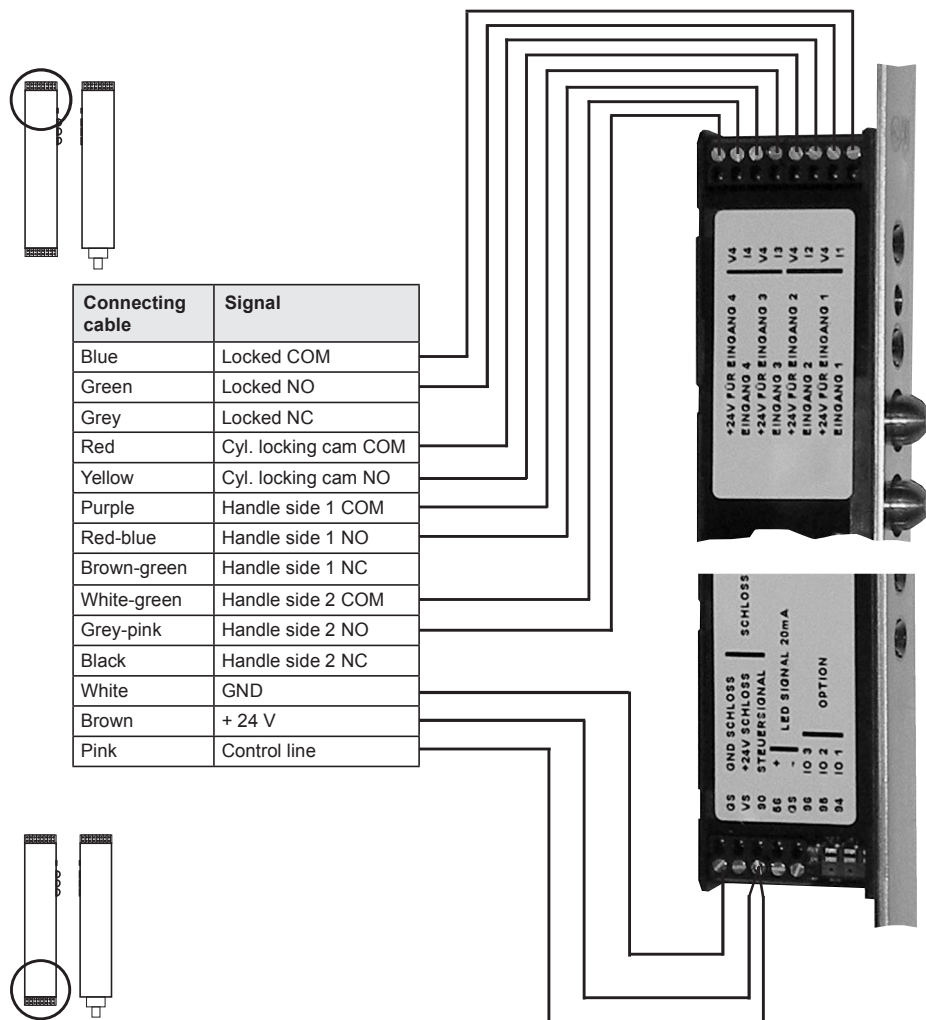 +24V FÜR EINGANG 4 V4
EINGANG 4 I4
+24V FÜR EINGANG 3 V4
EINGANG 3 I3
+24V FÜR EINGANG 2 V4
EINGANG 2 I2
+24V FÜR EINGANG 1 V4
EINGANG 1 I1
Connecting cable Signal
Blue Locked COM
Green Locked NO
Grey Locked NC
Red Cyl. locking cam COM
Yellow Cyl. locking cam NO
Purple Handle side 1 COM
Red-blue Handle side 1 NO
Brown-green Handle side 1 NC
White-green Handle side 2 COM
Grey-pink Handle side 2 NO
Black Handle side 2 NC
White GND
Brown + 24 V
Pink Control line
GS GND SCHLOSS
VS +24V SCHLOSS
90 STEUERSIGNAL
SCHLOSS
+
GS -
LED SIGNAL 20mA
96 IO 3
95 IO 2
94 IO 1
OPTION